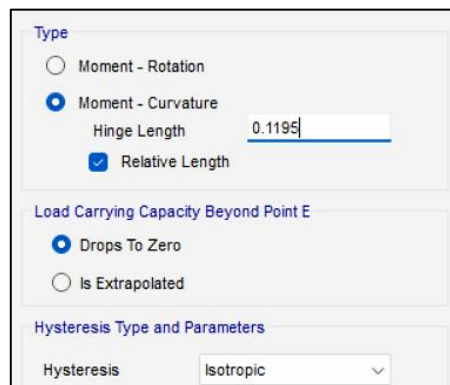 Type
Moment - Rotation
Moment - Curvature
Hinge Length 0.1195
Relative Length
Load Carrying Capacity Beyond Point E
Drops To Zero
Is Extrapolated
Hysteresis Type and Parameters
Hysteresis Isotropic